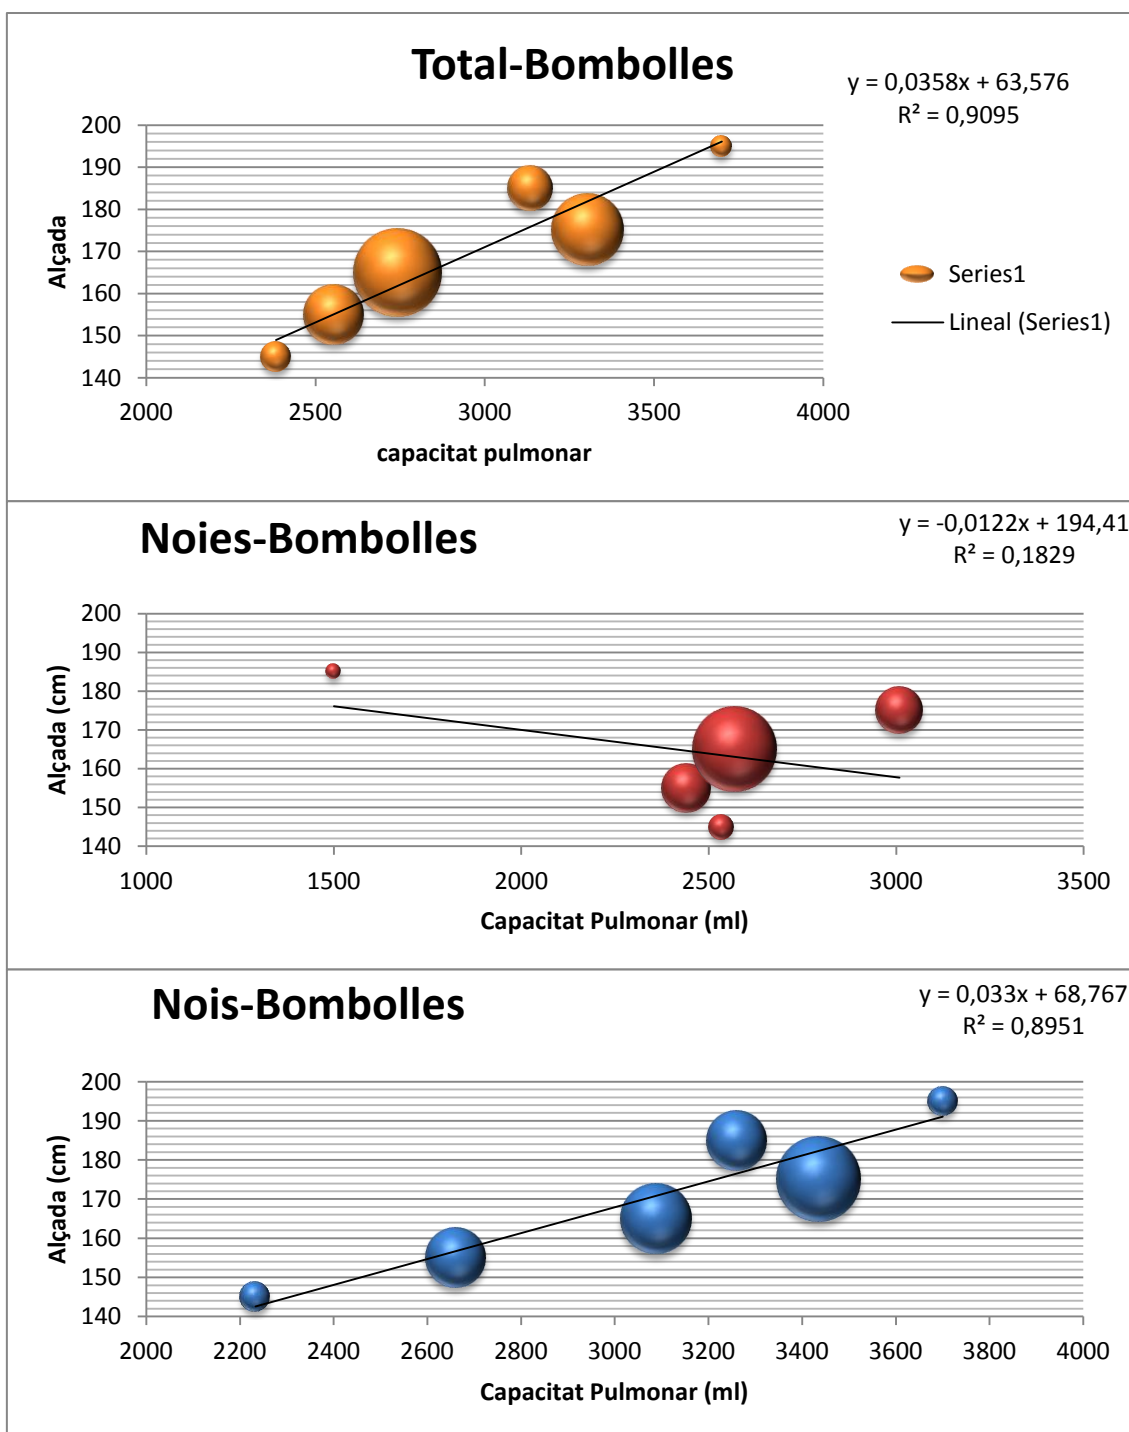 Total-Bombolles
y = 0,0358x + 63,576
R² = 0,9095
200
190
180
170
160
150
140
Alçada
2000 2500 3000 3500 4000
capacitat pulmonar
Series1
Lineal (Series1)
Noies-Bombolles
y = -0,0122x + 194,41
R² = 0,1829
200
190
180
170
160
150
140
Alçada (cm)
1000 1500 2000 2500 3000 3500
Capacitat Pulmonar (ml)
Nois-Bombolles
y = 0,033x + 68,767
R² = 0,8951
200
190
180
170
160
150
140
Alçada (cm)
2000 2200 2400 2600 2800 3000 3200 3400 3600 3800 4000
Capacitat Pulmonar (ml)